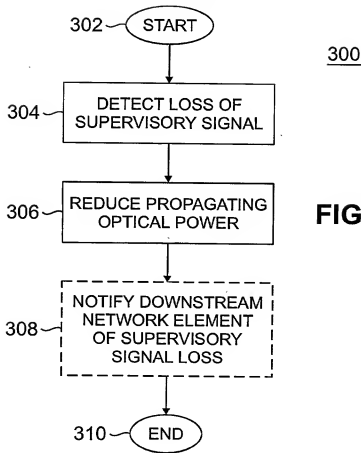 302
START
300
304
DETECT LOSS OF
SUPERVISORY SIGNAL
306
REDUCE PROPAGATING
OPTICAL POWER
FIG
308
NOTIFY DOWNSTREAM
NETWORK ELEMENT
OF SUPERVISORY
SIGNAL LOSS
310
END